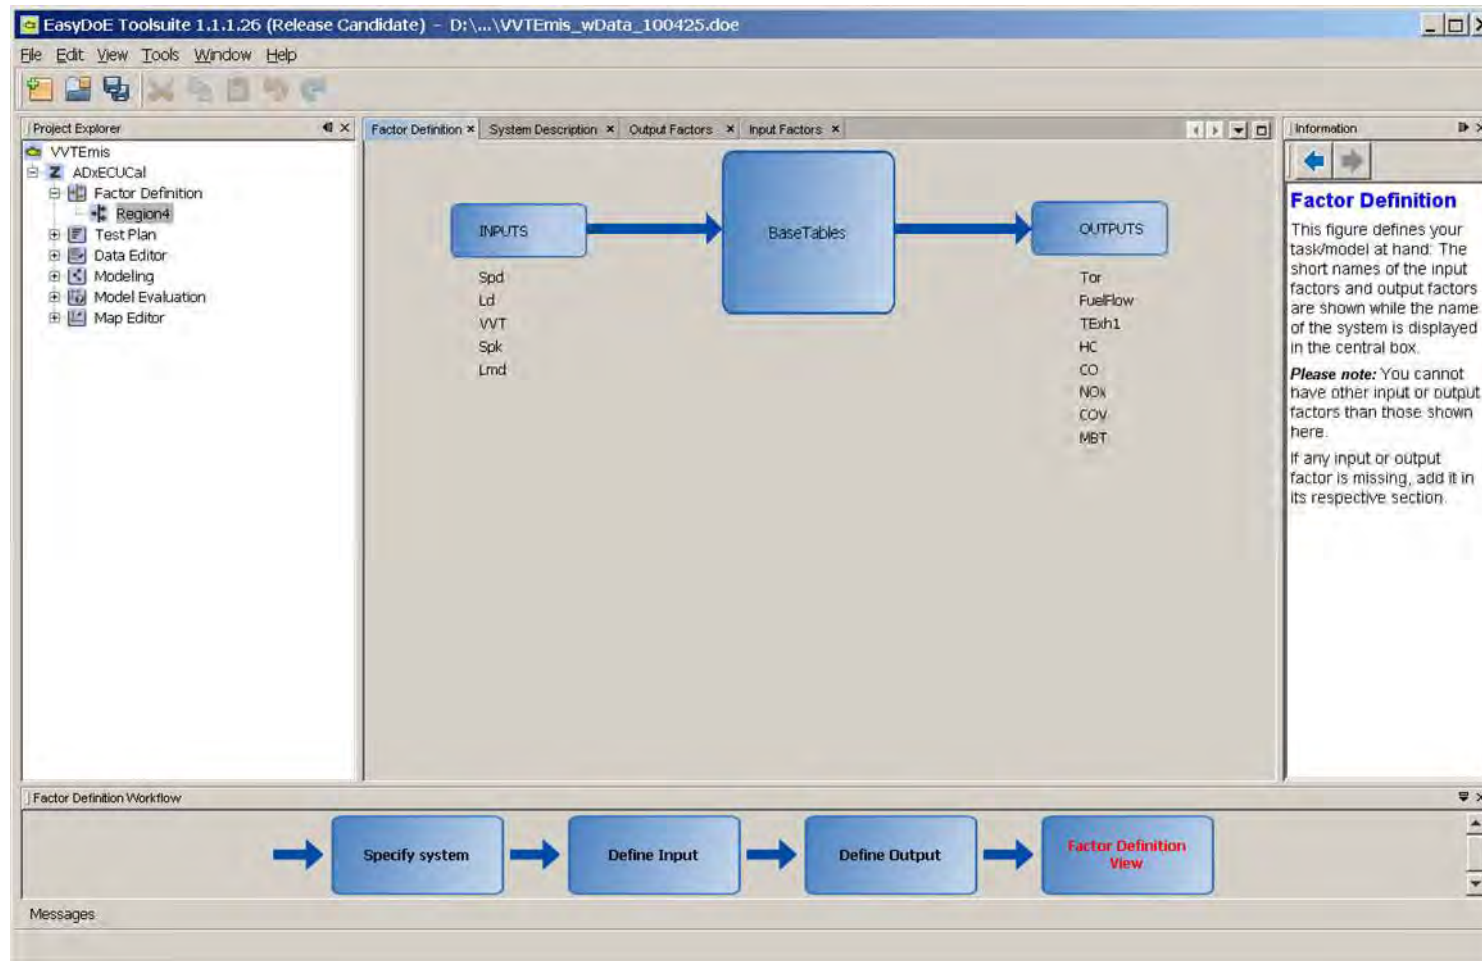 EasyDoE Toolsuite 1.1.1.26 (Release Candidate) - D:\...\VVTEmis_wData_100425.doe
File Edit View Tools Window Help
Project Explorer
VVTEmis
ADxECUCal
Factor Definition
Region4
Test Plan
Data Editor
Modeling
Model Evaluation
Map Editor
Factor Definition
System Description
Output Factors
Input Factors
INPUTS
BaseTables
OUTPUTS
Spd
Ld
VVT
Spk
Lmd
Tor
FuelFlow
TExh1
HC
CO
NOx
COV
MBT
Information
Factor Definition
This figure defines your
task/model at hand: The
short names of the input
factors and output factors
are shown while the name
of the system is displayed
in the central box.
Please note: You cannot
have other input or output
factors than those shown
here.
If any input or output
factor is missing, add it in
its respective section.
Factor Definition Workflow
Specify system
Define Input
Define Output
Factor Definition
View
Messages